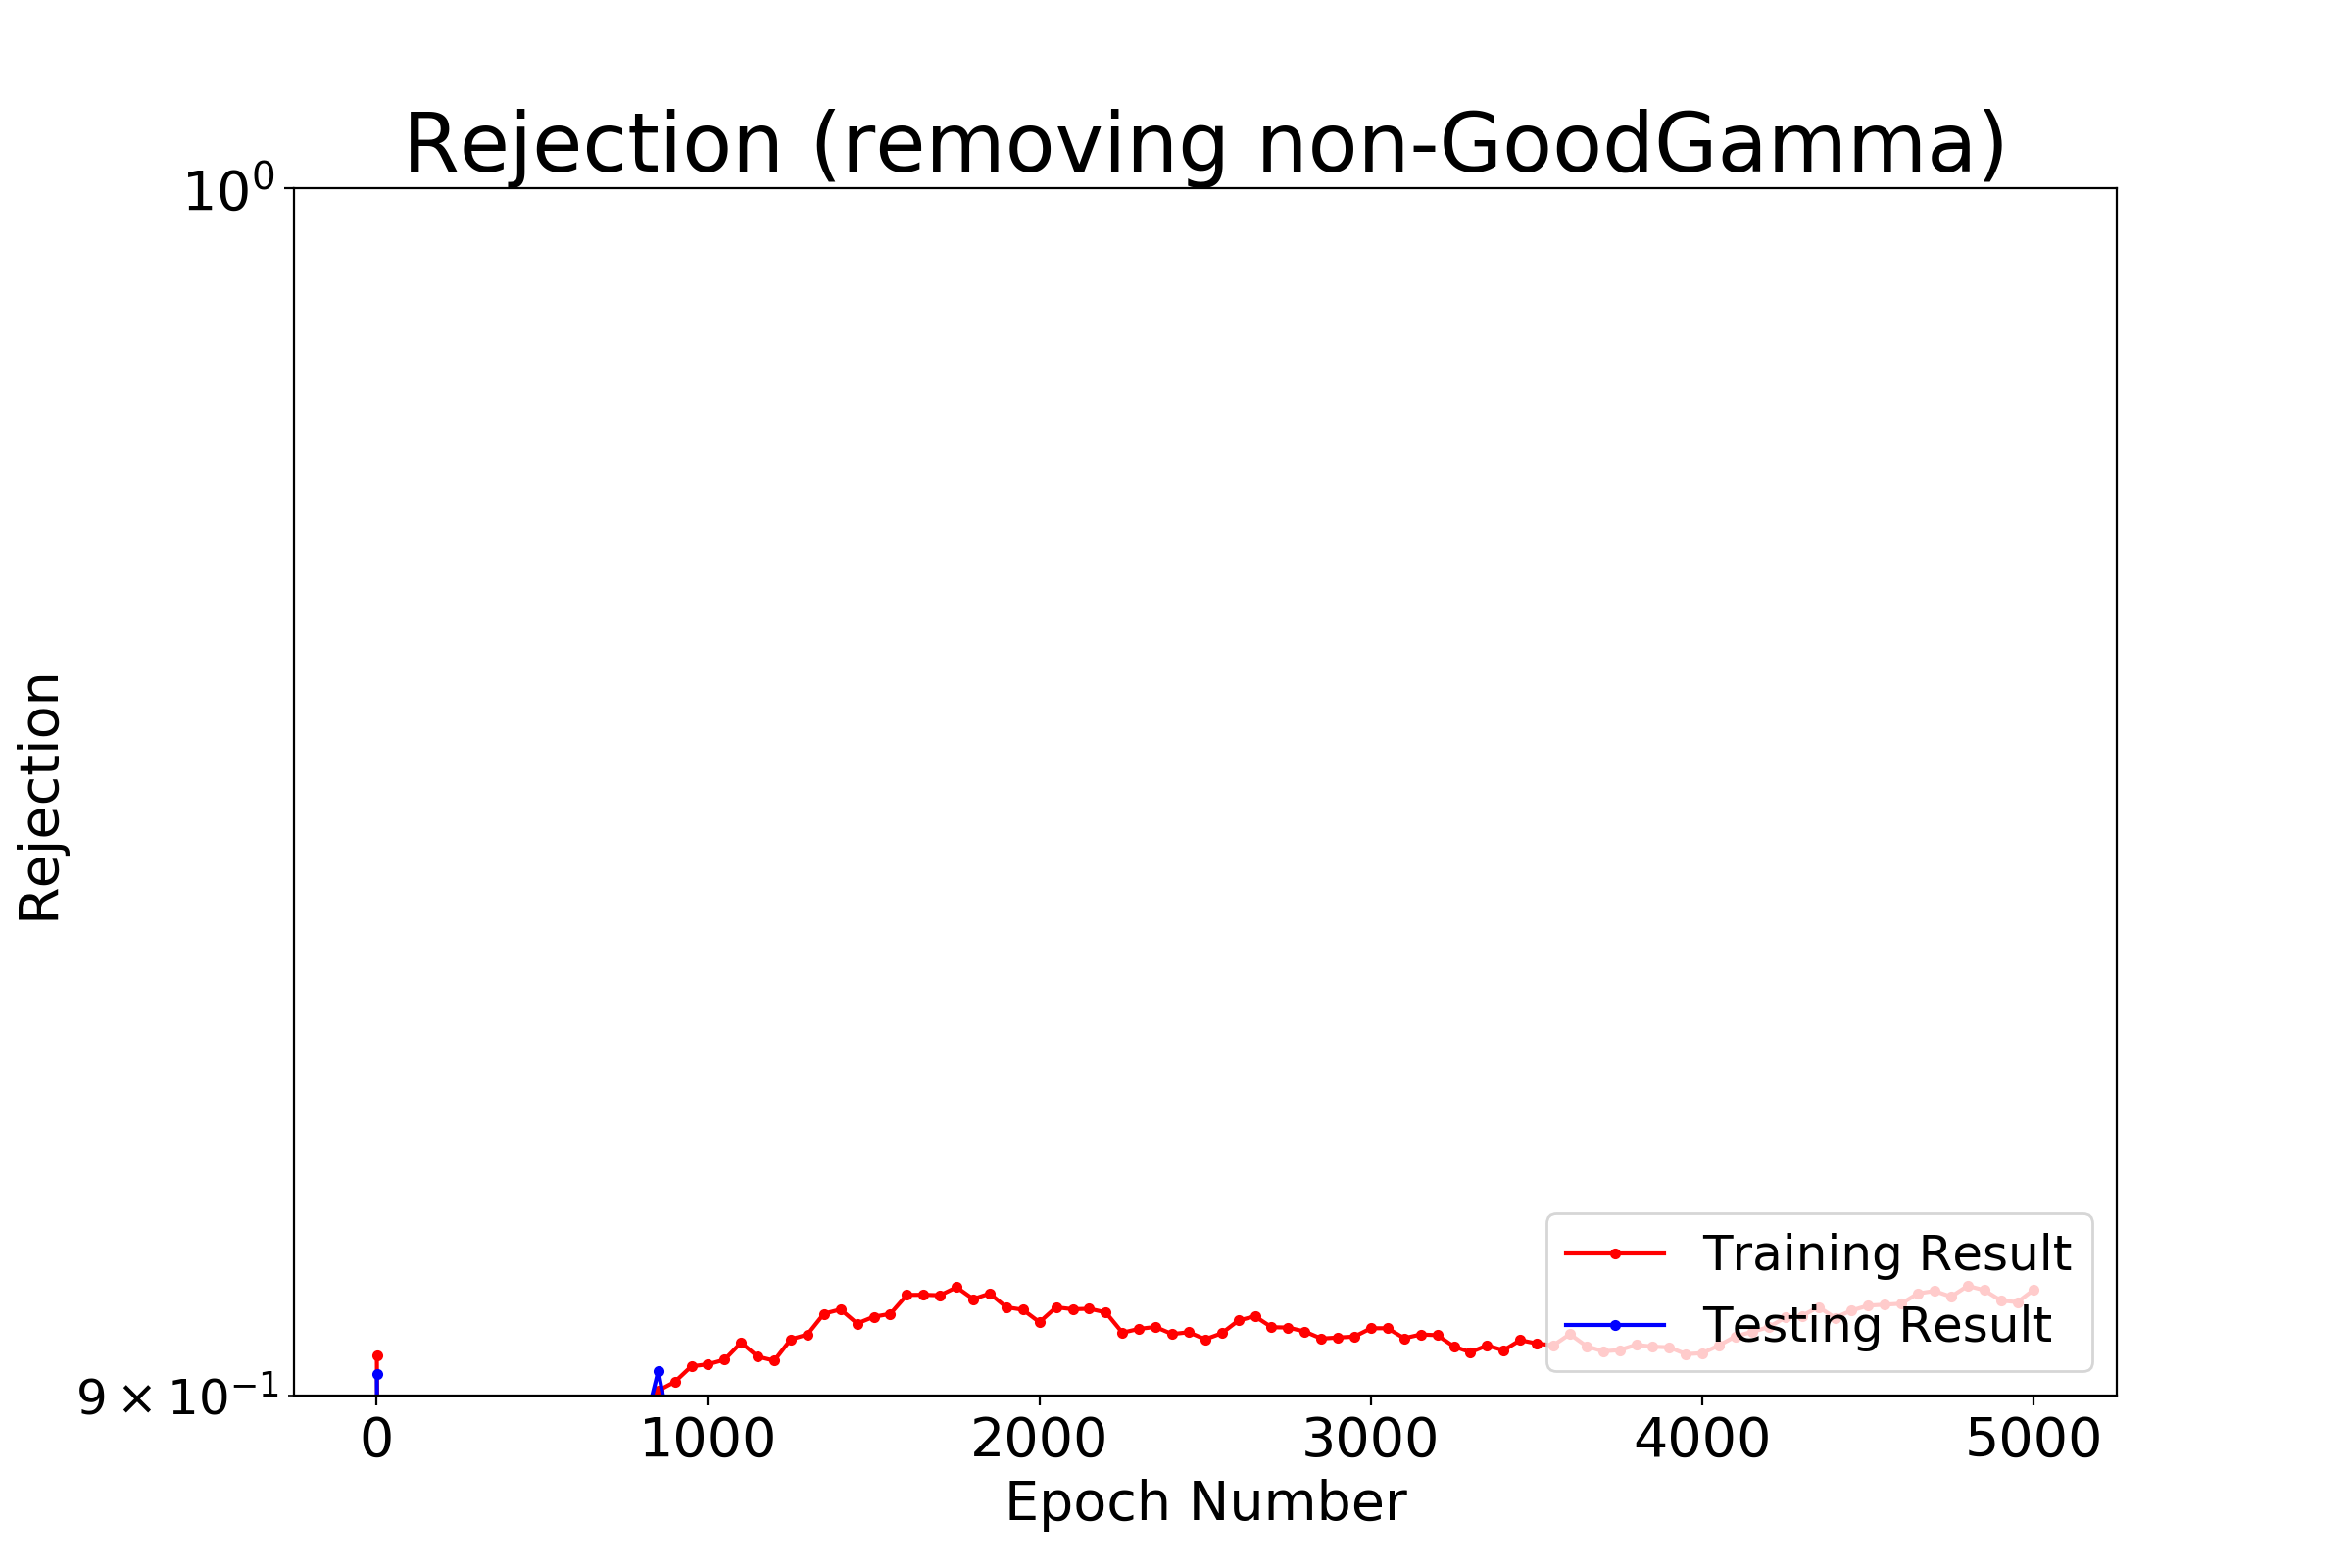 Rejection (removing non-GoodGamma)
10⁰
Rejection
9 × 10⁻¹
Training Result
Testing Result
0 1000 2000 3000 4000 5000
Epoch Number